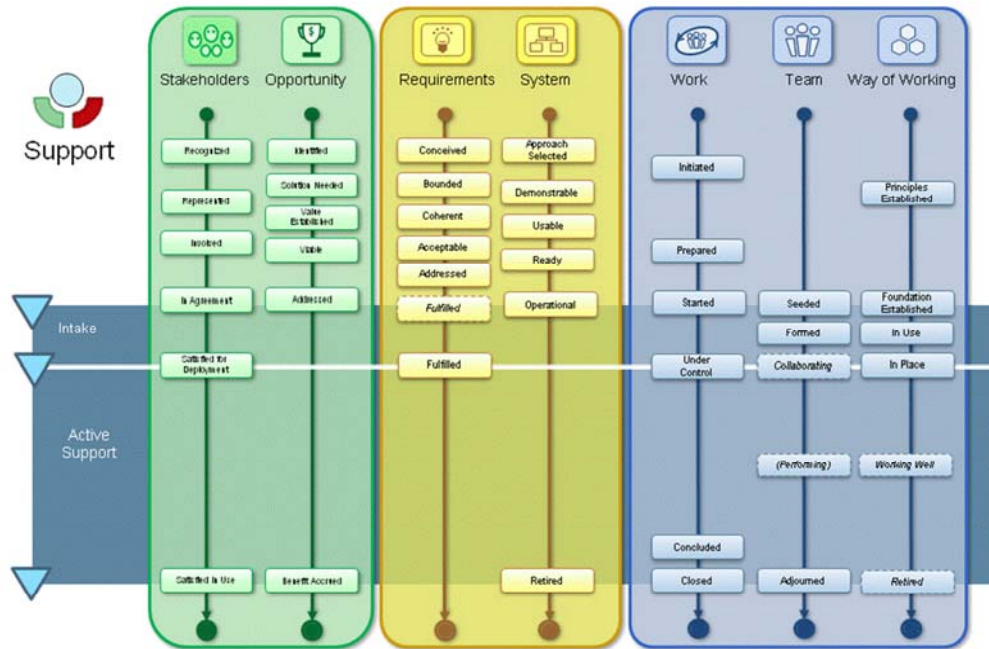 Support
Intake
Active
Support
Stakeholders
Recognized
Represented
Involved
In Agreement
Satisfied for
Deployment
Satisfied In Use
$
Opportunity
Identified
Solution Needed
Value
Established
Viable
Addressed
Benefit Accrued
Requirements
Conceived
Bounded
Coherent
Acceptable
Addressed
Fulfilled
Fulfilled
System
Approach
Selected
Demonstrable
Usable
Ready
Operational
Retired
Work
Initiated
Prepared
Started
Under
Control
Concluded
Closed
Team
Seeded
Formed
Collaborating
(Performing)
Adjourned
Way of Working
Principles
Established
Foundation
Established
In Use
In Place
Working Well
Retired